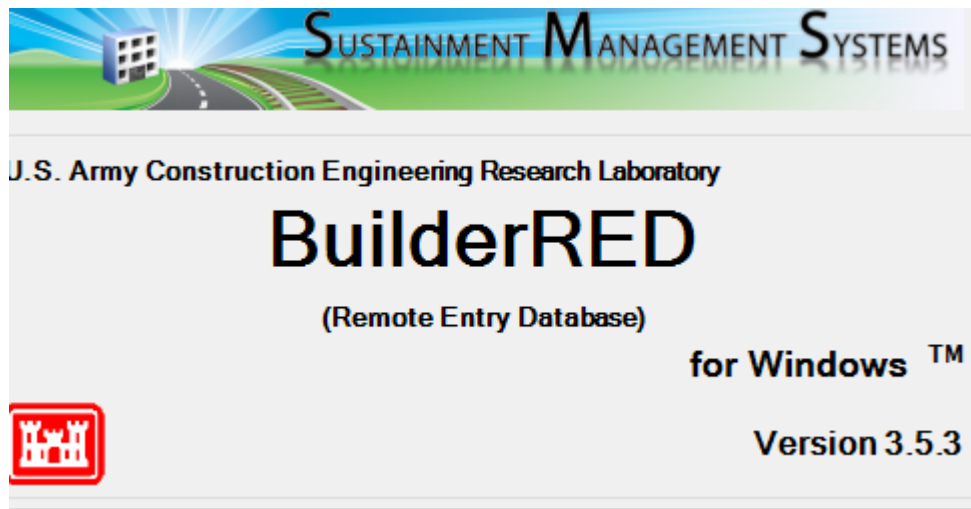 SUSTAINMENT MANAGEMENT SYSTEMS
U.S. Army Construction Engineering Research Laboratory
BuilderRED
(Remote Entry Database)
for Windows TM
Version 3.5.3